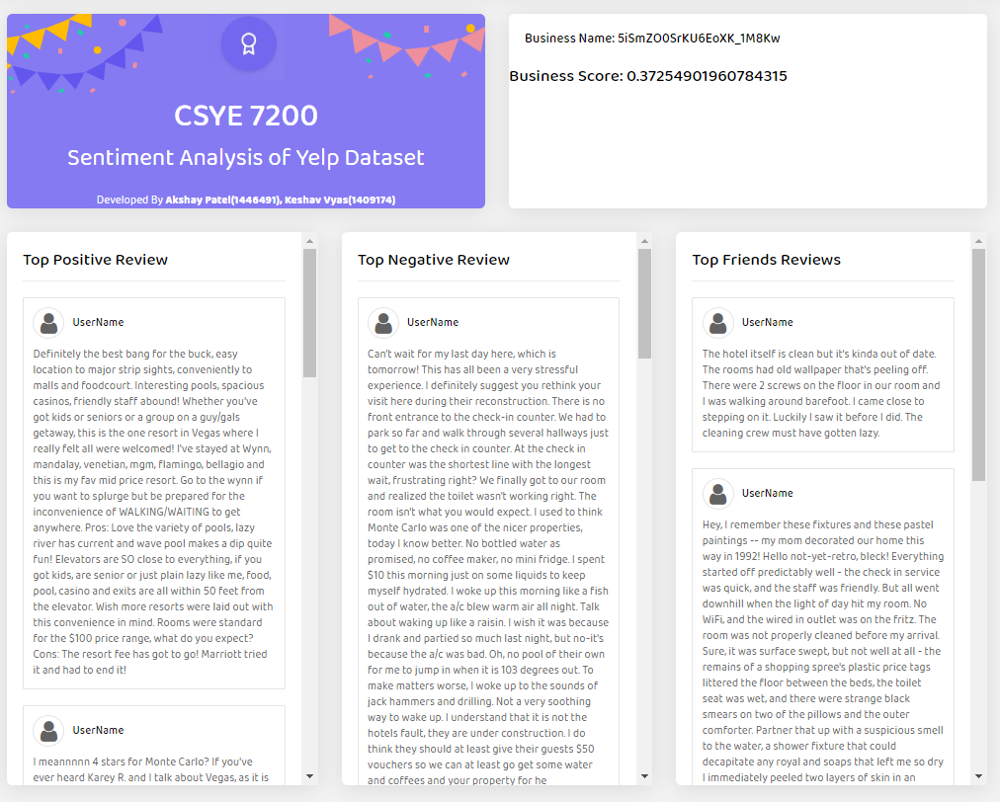 CSYE 7200
Sentiment Analysis of Yelp Dataset
Developed By Akshay Patel(1446491), Keshav Vyas(1409174)
Business Name: 5iSmZO0SrKU6EoXK_1M8Kw
Business Score: 0.37254901960784315
Top Positive Review
UserName
Definitely the best bang for the buck, easy
location to major strip sights, conveniently to
malls and foodcourt. Interesting pools, spacious
casinos, friendly staff abound! Whether you've
got kids or seniors or a group on a guy/gals
getaway, this is the one resort in Vegas where I
really felt all were welcomed! I've stayed at Wynn,
mandalay, venetian, mgm, flamingo, bellagio and
this is my fav mid price resort. Go to the wynn if
you want to splurge but be prepared for the
inconvenience of WALKING/WAITING to get
anywhere. Pros: Love the variety of pools, lazy
river has current and wave pool makes a dip quite
fun! Elevators are SO close to everything, if you
got kids, are senior or just plain lazy like me, food,
pool, casino and exits are all within 50 feet from
the elevator. Wish more resorts were laid out with
this convenience in mind. Rooms were standard
for the $100 price range, what do you expect?
Cons: The resort fee has got to go! Marriott tried
it and had to end it!
UserName
I meannnnn 4 stars for Monte Carlo? If you've
ever heard Karey R. and I talk about Vegas, as it is
Top Negative Review
UserName
Can't wait for my last day here, which is
tomorrow! This has all been a very stressful
experience. I definitely suggest you rethink your
visit here during their reconstruction. There is no
front entrance to the check-in counter. We had to
park so far and walk through several hallways just
to get to the check in counter. At the check in
counter was the shortest line with the longest
wait, frustrating right? We finally got to our room
and realized the toilet wasn't working right. The
room isn't what you would expect. I used to think
Monte Carlo was one of the nicer properties,
today I know better. No bottled water as
promised, no coffee maker, no mini fridge. I spent
$10 this morning just on some liquids to keep
myself hydrated. I woke up this morning like a fish
out of water, the a/c blew warm air all night. Talk
about waking up like a raisin. I wish it was because
I drank and partied so much last night, but no-it's
because the a/c was bad. Oh, no pool of their own
for me to jump in when it is 103 degrees out. To
make matters worse, I woke up to the sounds of
jack hammers and drilling. Not a very soothing
way to wake up. I understand that it is not the
hotels fault, they are under construction. I do
think they should at least give their guests $50
vouchers so we can at least go get some water
and coffees and your property for he
Top Friends Reviews
UserName
The hotel itself is clean but it's kinda out of date.
The rooms had old wallpaper that's peeling off.
There were 2 screws on the floor in our room and
I was walking around barefoot. I came close to
stepping on it. Luckily I saw it before I did. The
cleaning crew must have gotten lazy.
UserName
Hey, I remember these fixtures and these pastel
paintings -- my mom decorated our home this
way in 1992! Hello not-yet-retro, bleck! Everything
started off predictably well - the check in service
was quick, and the staff was friendly. But all went
downhill when the light of day hit my room. No
WiFi, and the wired in outlet was on the fritz. The
room was not properly cleaned before my arrival.
Sure, it was surface swept, but not well at all - the
remains of a shopping spree's plastic price tags
littered the floor between the beds, the toilet
seat was wet, and there were strange black
smears on two of the pillows and the outer
comforter. Partner that up with a suspicious smell
to the water, a shower fixture that could
decapitate any royal and soaps that left me so dry
I immediately peeled two layers of skin in an